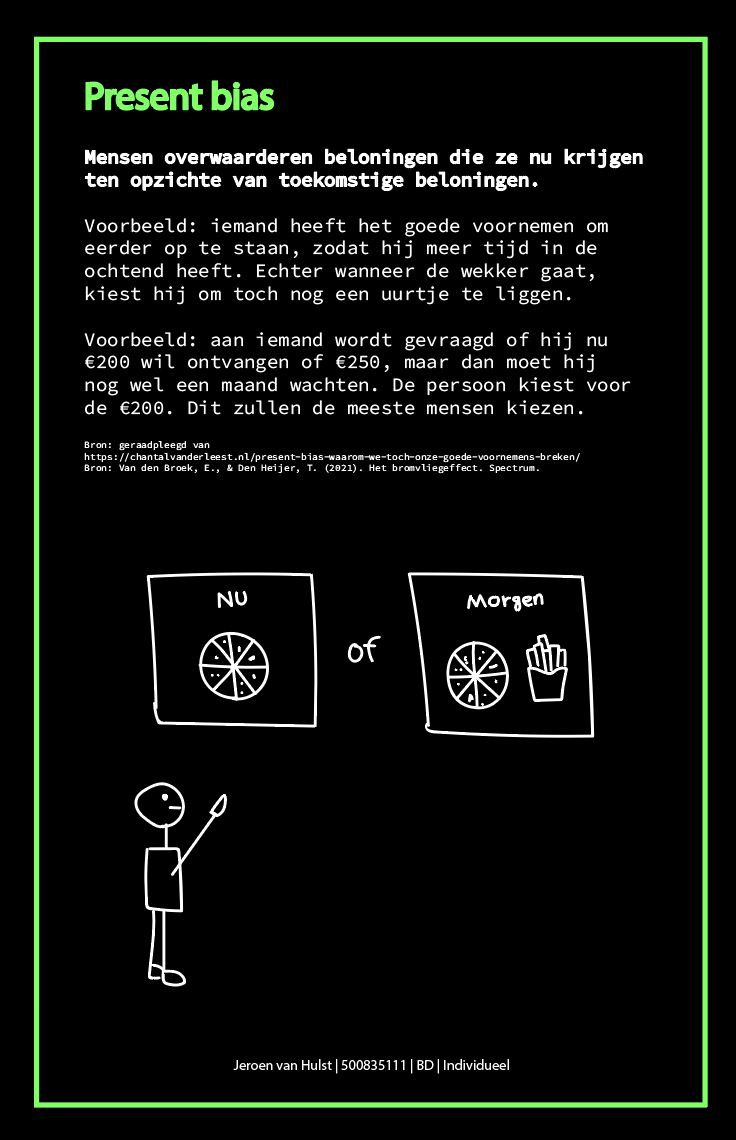 Present bias
Mensen overwaarderen beloningen die ze nu krijgen
ten opzichte van toekomstige beloningen.
Voorbeeld: iemand heeft het goede voornemen om
eerder op te staan, zodat hij meer tijd in de
ochtend heeft. Echter wanneer de wekker gaat,
kiest hij om toch nog een uurtje te liggen.
Voorbeeld: aan iemand wordt gevraagd of hij nu
€200 wil ontvangen of €250, maar dan moet hij
nog wel een maand wachten. De persoon kiest voor
de €200. Dit zullen de meeste mensen kiezen.
Bron: geraadpleegd van
https://chantalvanderleest.nl/present-bias-waarom-we-toch-onze-goede-voornemens-breken/
Bron: Van den Broek, E., & Den Heijer, T. (2021). Het bromvliegeffect. Spectrum.
NU
of
Morgen
Jeroen van Hulst | 500835111 | BD | Individueel